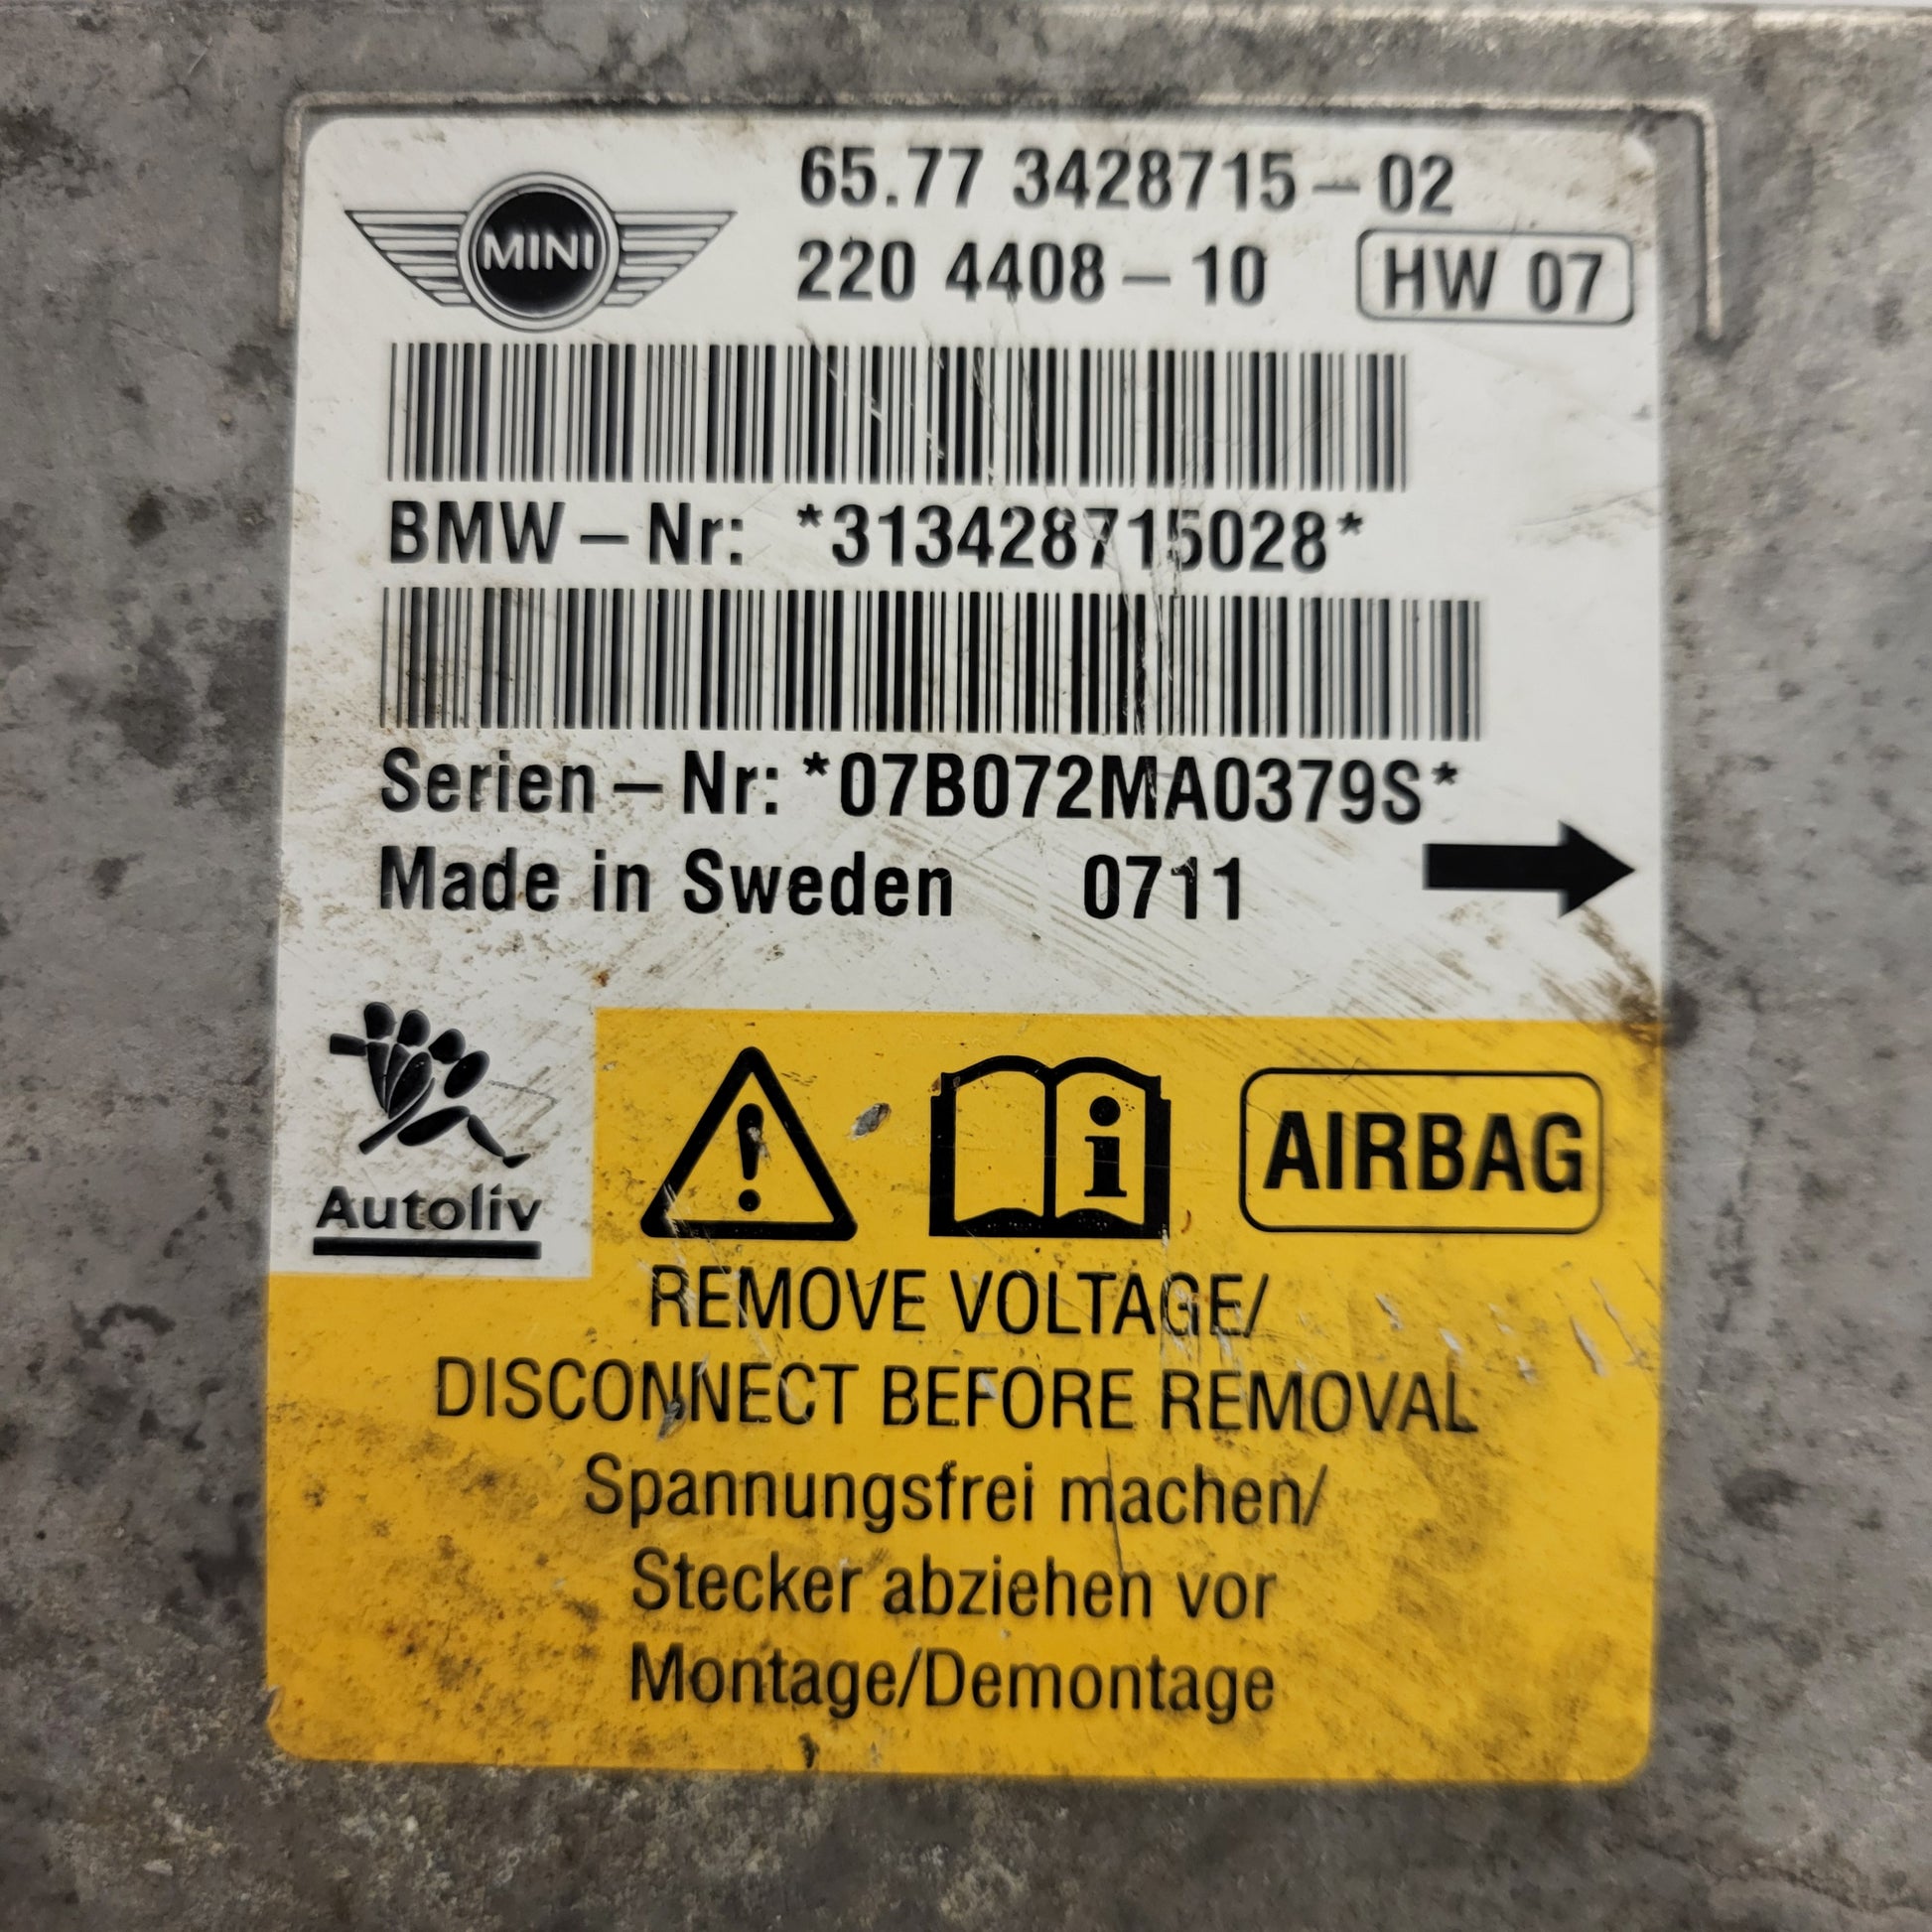 MINI
65.77 3428715-02
220 4408-10 HW 07
BMW-Nr: *313428715028*
Serien-Nr: *07B072MA0379S*
Made in Sweden 0711
Autoliv
i AIRBAG
REMOVE VOLTAGE/
DISCONNECT BEFORE REMOVAL
Spannungsfrei machen/
Stecker abziehen vor
Montage/Demontage